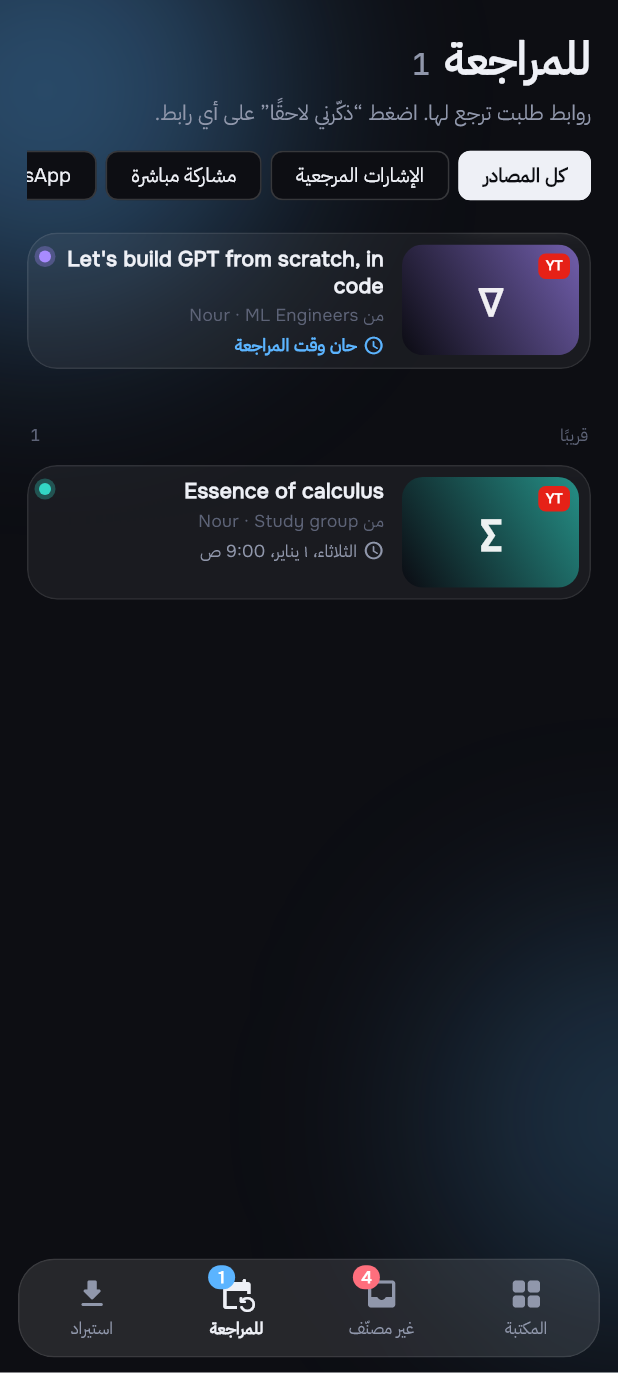 للمراجعة 1
روابط طلبت ترجع لها. اضغط “ذكّرني لاحقًا” على أي رابط.
كل المصادر
الإشارات المرجعية
مشاركة مباشرة
sApp
YT
∇
Let's build GPT from scratch, in
code
من Nour · ML Engineers
حان وقت المراجعة
قريبًا
1
YT
Σ
Essence of calculus
من Nour · Study group
الثلاثاء، ١ يناير، 9:00 ص
المكتبة
4
غير مصنّف
1
للمراجعة
استيراد